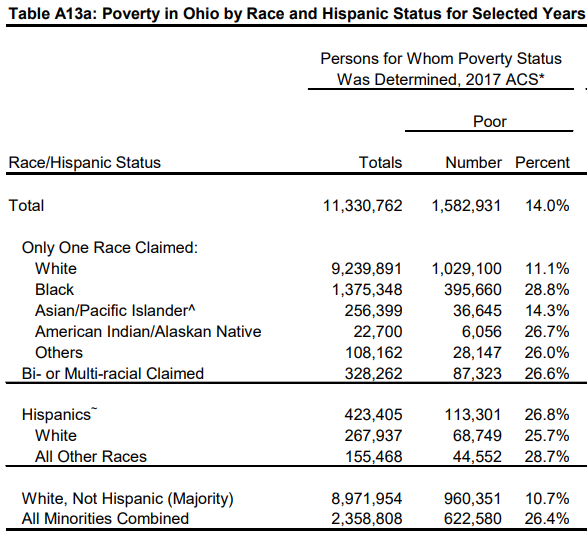 Table A13a: Poverty in Ohio by Race and Hispanic Status for Selected Years
Persons for Whom Poverty Status
Was Determined, 2017 ACS*
Poor
Race/Hispanic Status Totals Number Percent
Total 11,330,762 1,582,931 14.0%
Only One Race Claimed:
White 9,239,891 1,029,100 11.1%
Black 1,375,348 395,660 28.8%
Asian/Pacific Islander^ 256,399 36,645 14.3%
American Indian/Alaskan Native 22,700 6,056 26.7%
Others 108,162 28,147 26.0%
Bi- or Multi-racial Claimed 328,262 87,323 26.6%
Hispanics~ 423,405 113,301 26.8%
White 267,937 68,749 25.7%
All Other Races 155,468 44,552 28.7%
White, Not Hispanic (Majority) 8,971,954 960,351 10.7%
All Minorities Combined 2,358,808 622,580 26.4%